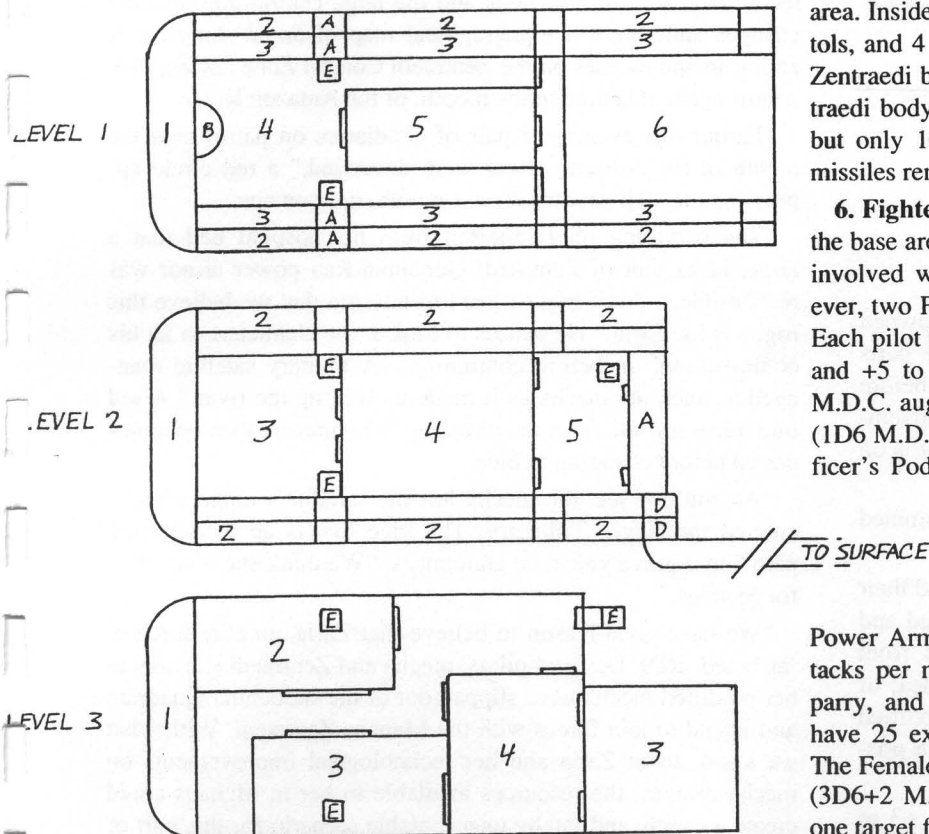 2 A 2 2
3 A 3 3
E
LEVEL 1 1 B 4 5 6
E
3 A 3 3
2 A 2 2
2 2 2
E E
LEVEL 2 1 3 4 5 A
E
D
2 2 2 D
TO SURFACE
E E
2
LEVEL 3 1
3 4 3
E
area. Inside
tols, and 4
Zentraedi b
traedi body
but only 1
missiles ren
6. Fighte
the base are
involved w
ever, two F
Each pilot
and +5 to
M.D.C. aug
(1D6 M.D.
ficer's Pod
Power Arn
tacks per r
parry, and
have 25 ex
The Female
(3D6+2 M.
one target f